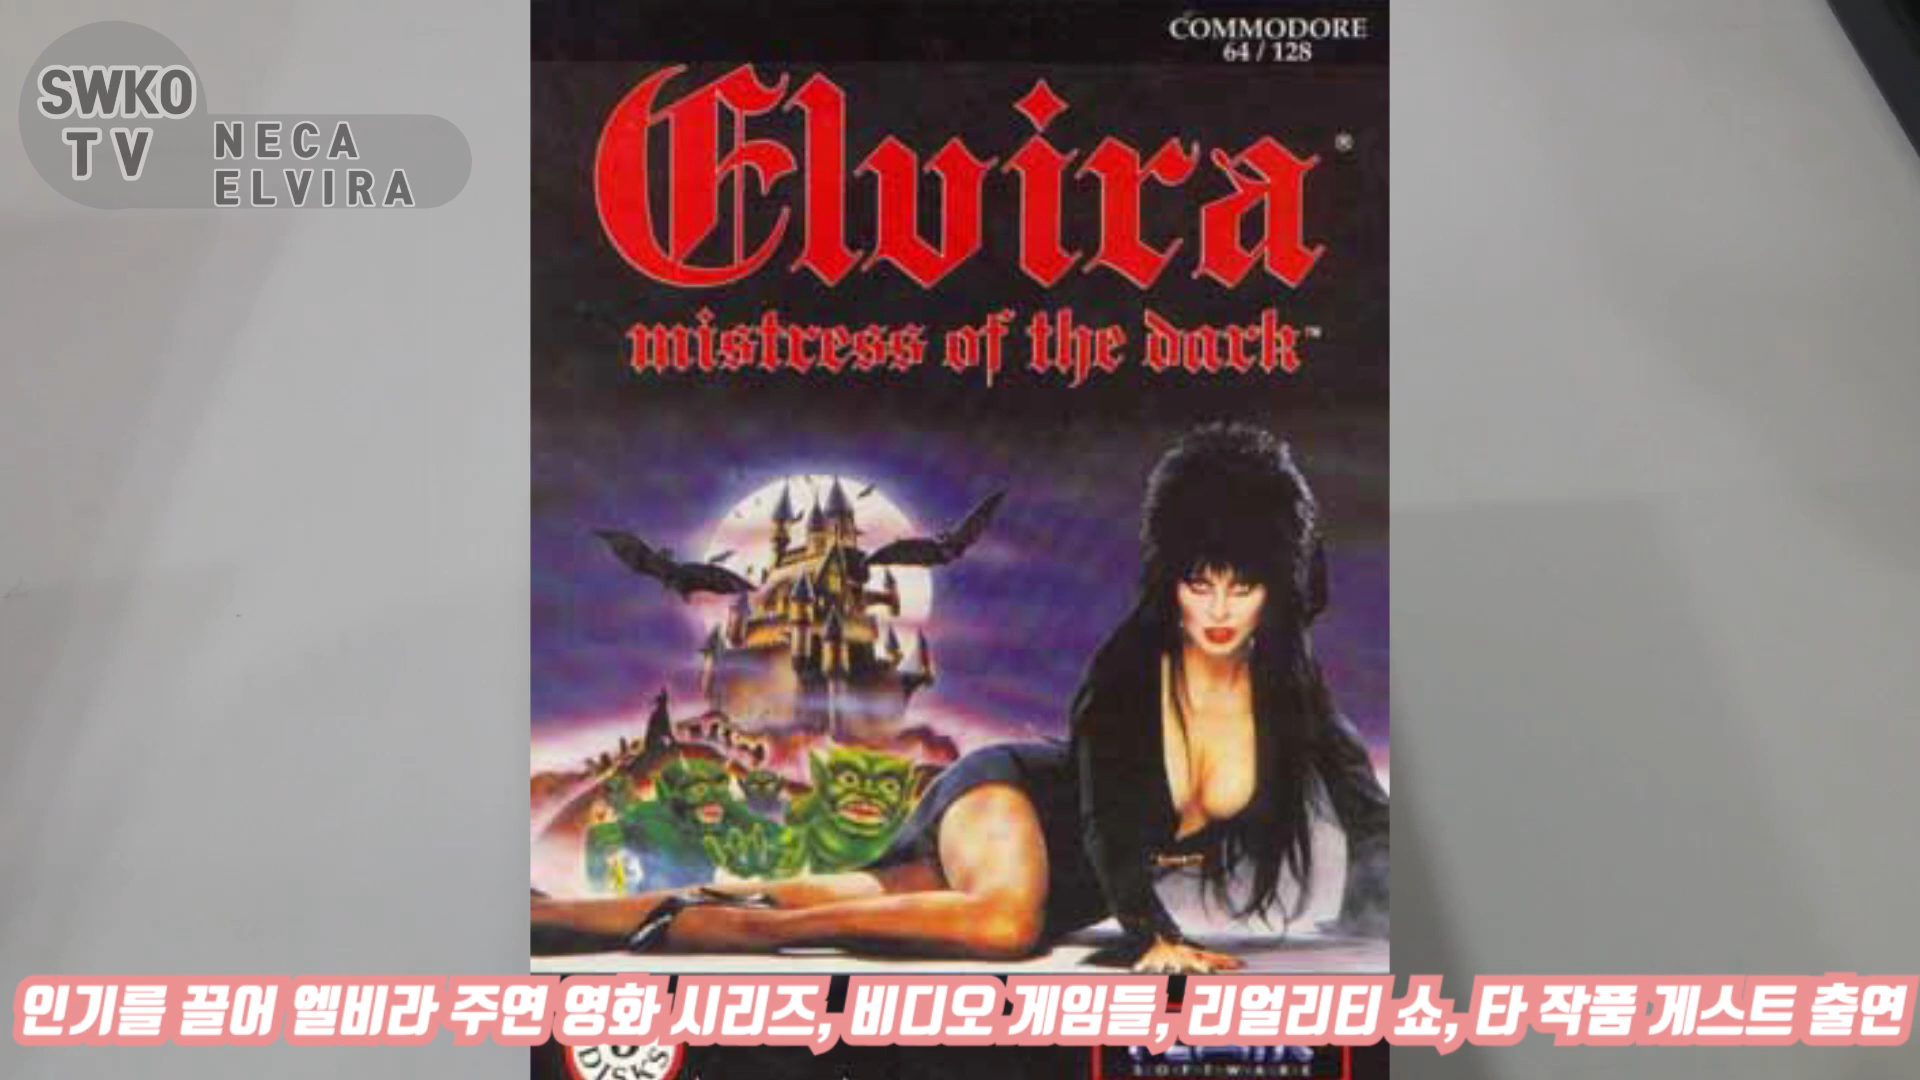 SWKO
TV
NECA
ELVIRA
COMMODORE
64 / 128
Elvira®
mistress of the dark™
인기를 끌어 엘비라 주연 영화 시리즈, 비디오 게임들, 리얼리티 쇼, 타 작품 게스트 출연
DISKS
S·O·F·T·W·A·R·E